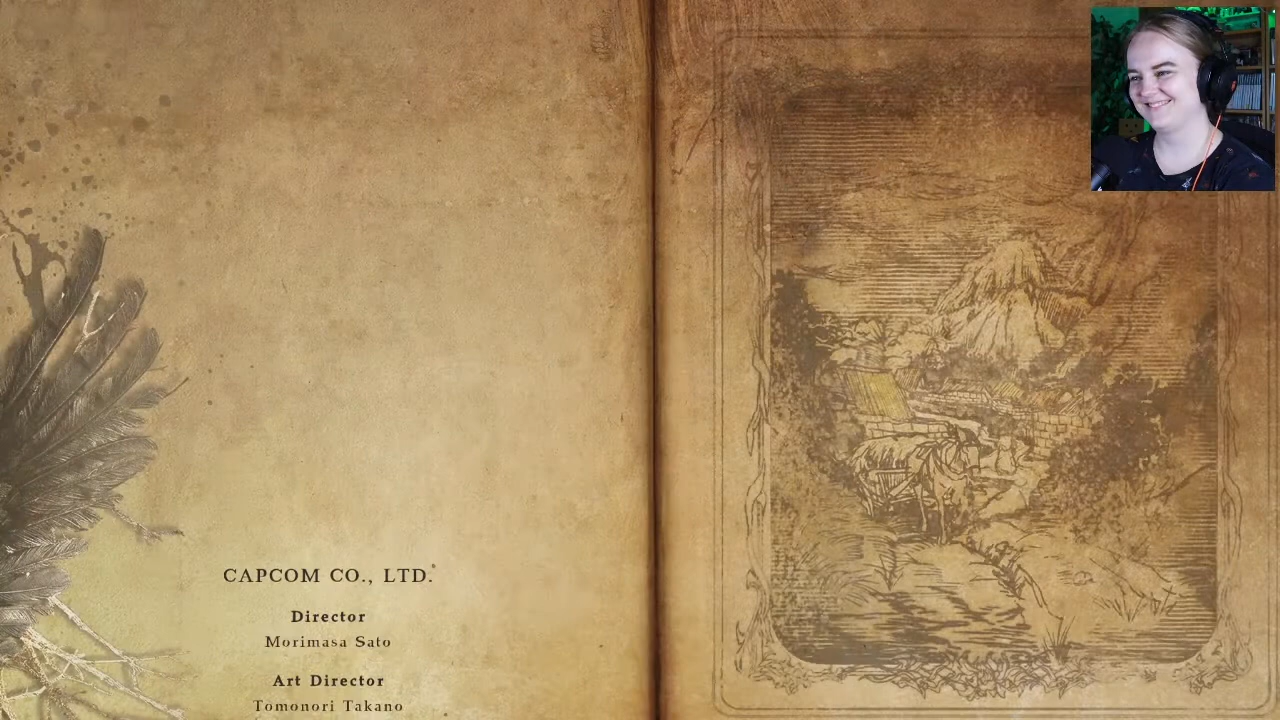 CAPCOM CO., LTD.
Director
Morimasa Sato
Art Director
Tomonori Takano